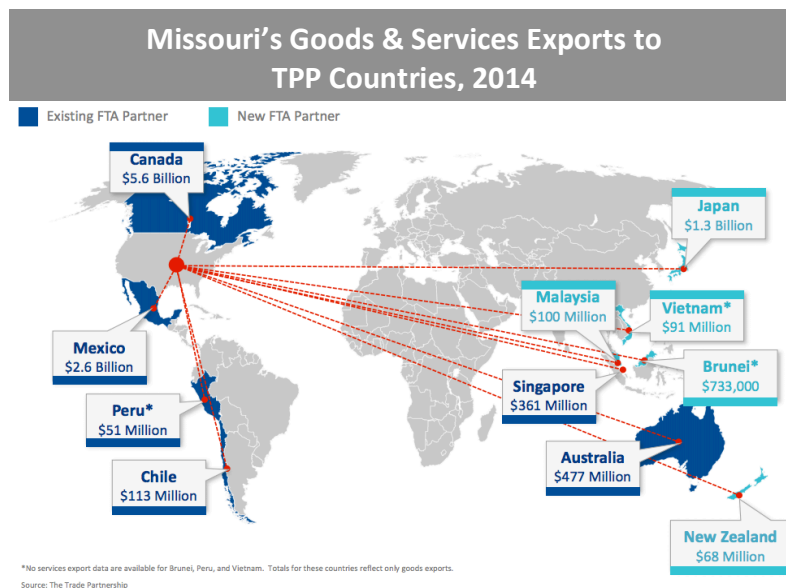 Missouri's Goods & Services Exports to
TPP Countries, 2014
Existing FTA Partner
New FTA Partner
Canada
$5.6 Billion
Japan
$1.3 Billion
Malaysia
$100 Million
Vietnam*
$91 Million
Mexico
$2.6 Billion
Brunei*
$733,000
Singapore
$361 Million
Peru*
$51 Million
Australia
$477 Million
Chile
$113 Million
New Zealand
$68 Million
*No services export data are available for Brunei, Peru, and Vietnam. Totals for these countries reflect only goods exports.
Source: The Trade Partnership